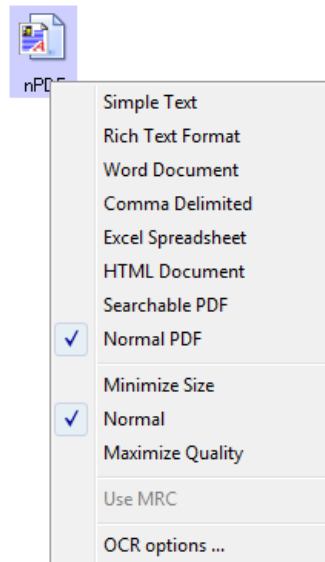 nPDF
Simple Text
Rich Text Format
Word Document
Comma Delimited
Excel Spreadsheet
HTML Document
Searchable PDF
Normal PDF
Minimize Size
Normal
Maximize Quality
Use MRC
OCR options ...